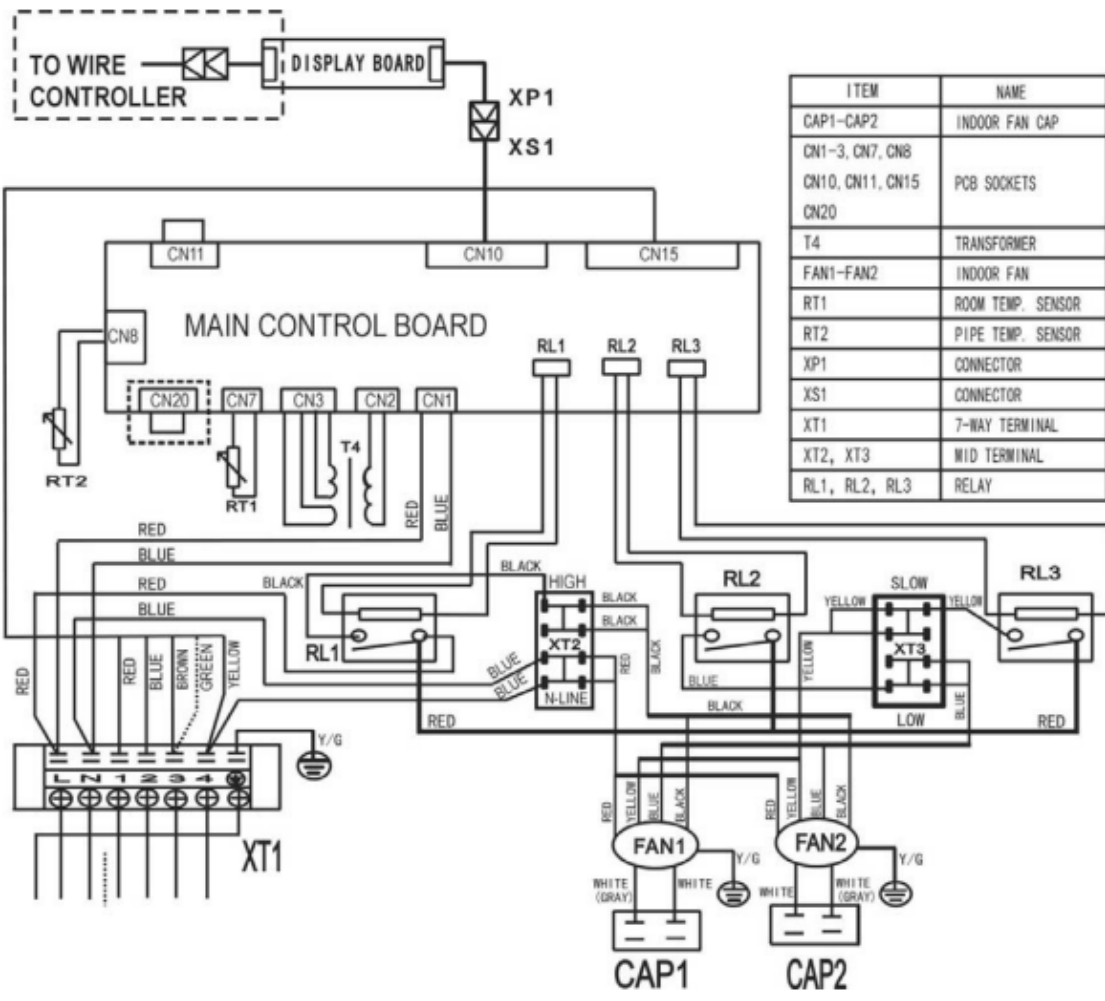 TO WIRE
CONTROLLER
DISPLAY BOARD
XP1
XS1
ITEM NAME
CAP1-CAP2 INDOOR FAN CAP
CN1-3, CN7, CN8
CN10, CN11, CN15 PCB SOCKETS
CN20
T4 TRANSFORMER
FAN1-FAN2 INDOOR FAN
RT1 ROOM TEMP. SENSOR
RT2 PIPE TEMP. SENSOR
XP1 CONNECTOR
XS1 CONNECTOR
XT1 7-WAY TERMINAL
XT2, XT3 MID TERMINAL
RL1, RL2, RL3 RELAY
CN11 CN10 CN15
CN8
MAIN CONTROL BOARD
RL1 RL2 RL3
CN20 CN7 CN3 CN2 CN1
RT2
RT1
T4
RED
BLUE
RED
BLUE
RED
BLUE
BLACK
BLACK
HIGH
BLACK
BLACK
XT2
N-LINE
BLUE
BLUE
RED
BLACK
RL1
RED
RL2
BLUE
BLACK
YELLOW
YELLOW
SLOW
XT3
LOW
YELLOW
BLUE
RL3
RED
RED
RED
BLUE
BROWN
GREEN
YELLOW
Y/G
L N 1 2 3 4
XT1
RED
YELLOW
BLUE
BLACK
FAN1
Y/G
WHITE
(GRAY)
WHITE
CAP1
RED
YELLOW
BLUE
BLACK
FAN2
Y/G
WHITE
WHITE
(GRAY)
CAP2